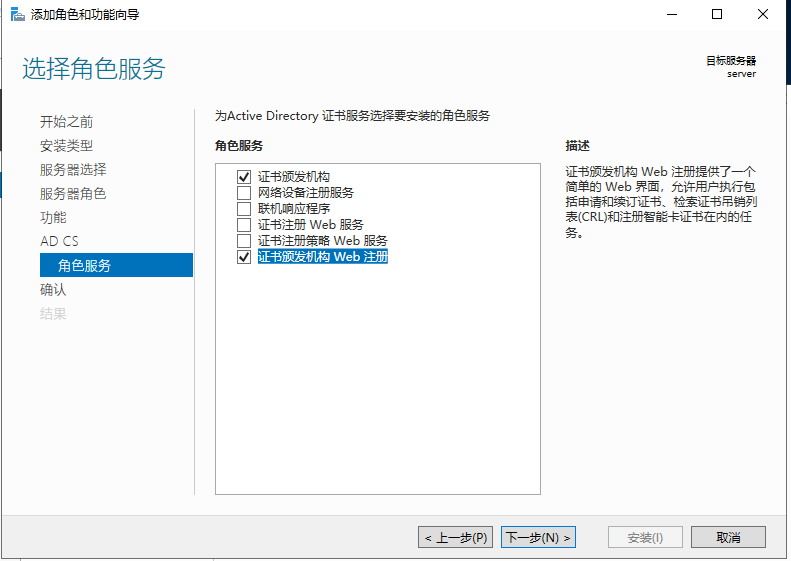 添加角色和功能向导
选择角色服务
目标服务器
server
开始之前
安装类型
服务器选择
服务器角色
功能
AD CS
角色服务
确认
结果
为Active Directory 证书服务选择要安装的角色服务
角色服务
证书颁发机构
网络设备注册服务
联机响应程序
证书注册 Web 服务
证书注册策略 Web 服务
证书颁发机构 Web 注册
描述
证书颁发机构 Web 注册提供了一个
简单的 Web 界面，允许用户执行包
括申请和续订证书、检索证书吊销列
表(CRL)和注册智能卡证书在内的任
务。
< 上一步(P)
下一步(N) >
安装(I)
取消